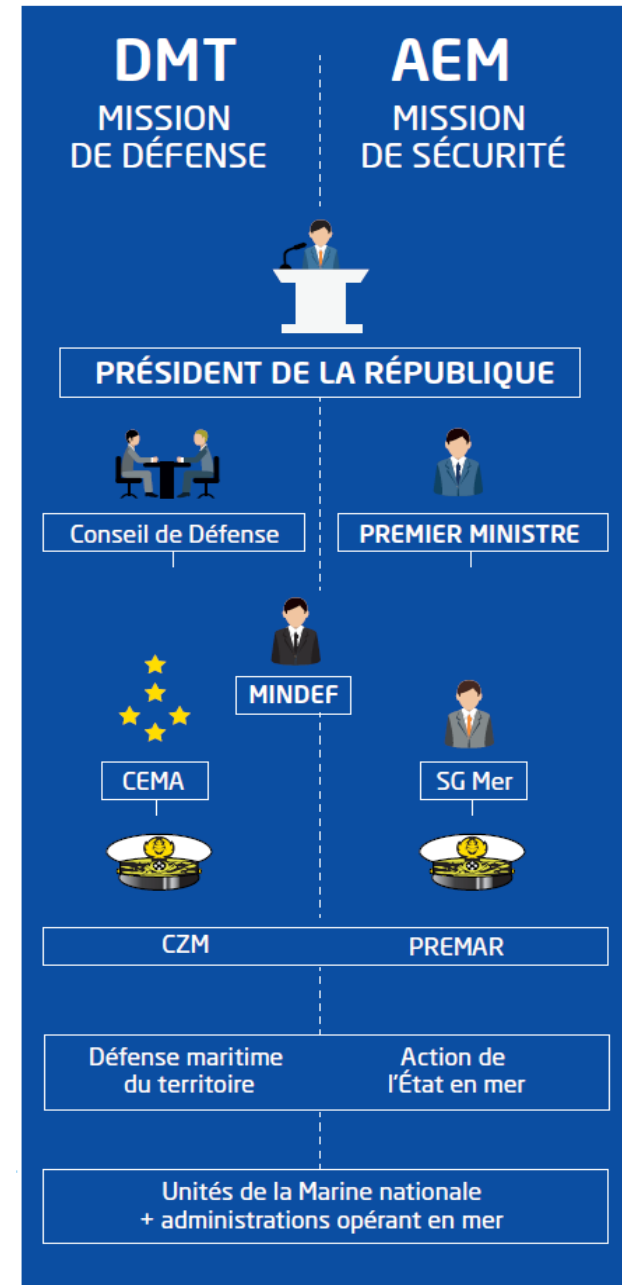 DMT
MISSION
DE DÉFENSE
AEM
MISSION
DE SÉCURITÉ
PRÉSIDENT DE LA RÉPUBLIQUE
Conseil de Défense
PREMIER MINISTRE
MINDEF
CEMA
SG Mer
CZM
PREMAR
Défense maritime
du territoire
Action de
l'État en mer
Unités de la Marine nationale
+ administrations opérant en mer